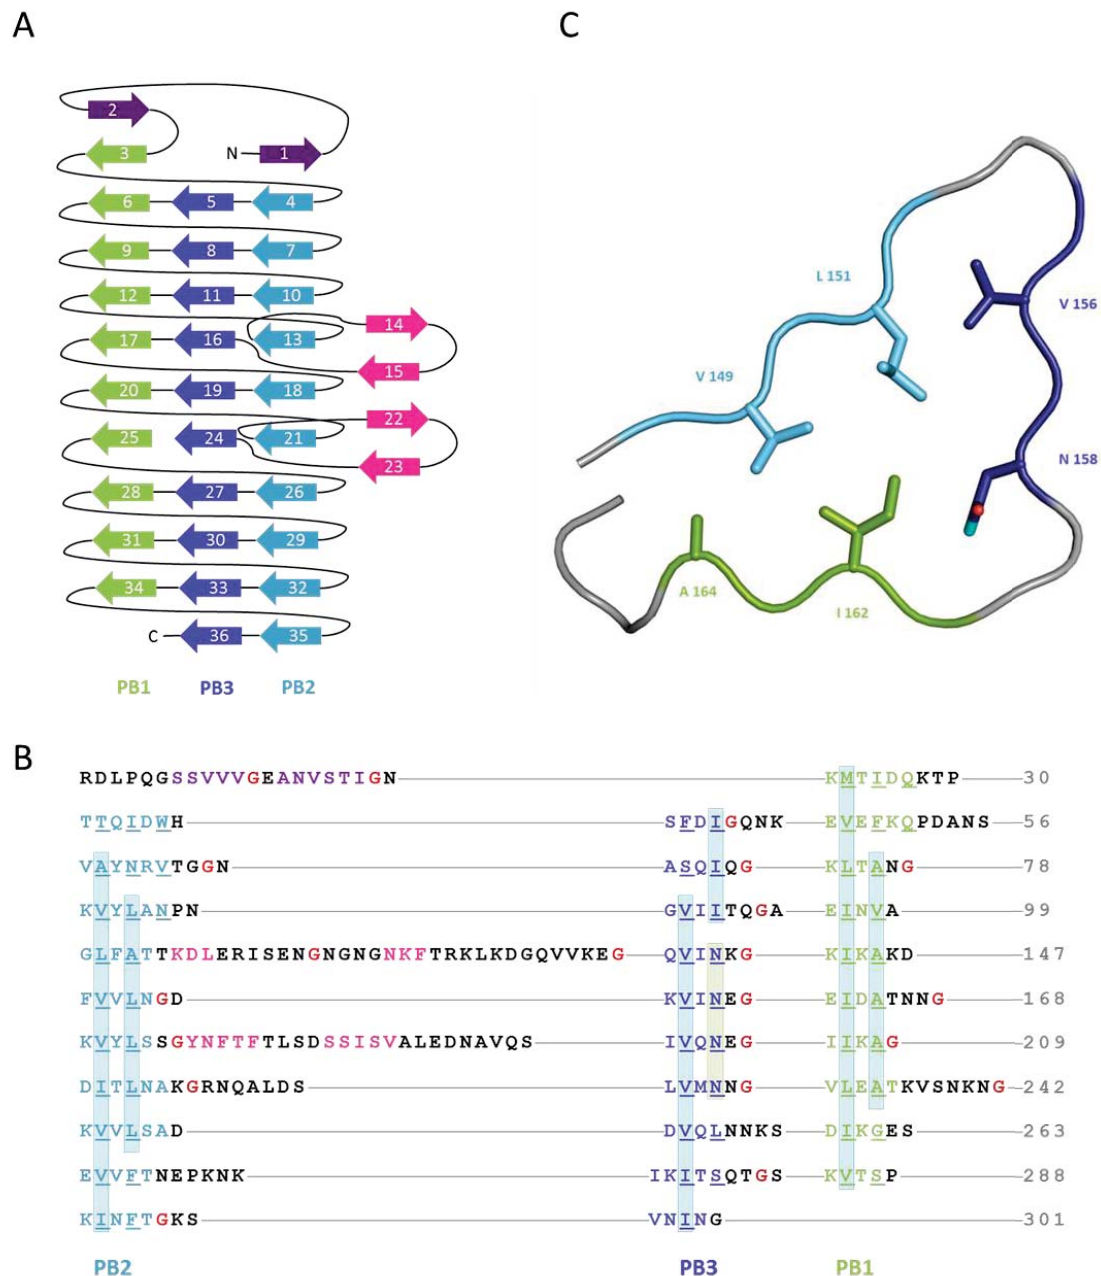 A
2
3
N
1
6
5
4
9
8
7
12
11
10
14
17
16
13
15
20
19
18
22
25
24
21
23
28
27
26
31
30
29
34
33
32
C
36
35
PB1
PB3
PB2
C
L 151
V 156
V 149
N 158
A 164
I 162
B
RDLPQGSSVVVGEANVSTIGN KMTIDQKTP 30
TTQIDWH SFDIGQNK EVEFKQPDANS 56
VAYNRVTGGN ASQIQG KLTANG 78
KVYLANPN GVIITQGA EINVA 99
GLFATTKDLERISENGNGNGNKFTRKLKDGQVVKEG QVINKG KIKAKD 147
FVVLNGD KVINEG EIDATNNG 168
KVYLSSGYNFTFTLSDSSISVALEDNAVQS IVQNEG IIKAG 209
DITLNAKGRNQALDS LVMNNG VLEATKVSNKNG 242
KVVLSAD DVQLNNKS DIKGES 263
EVVFTNEPKNK IKITSQTGS KVTSP 288
KINFTGKS VNING 301
PB2
PB3
PB1